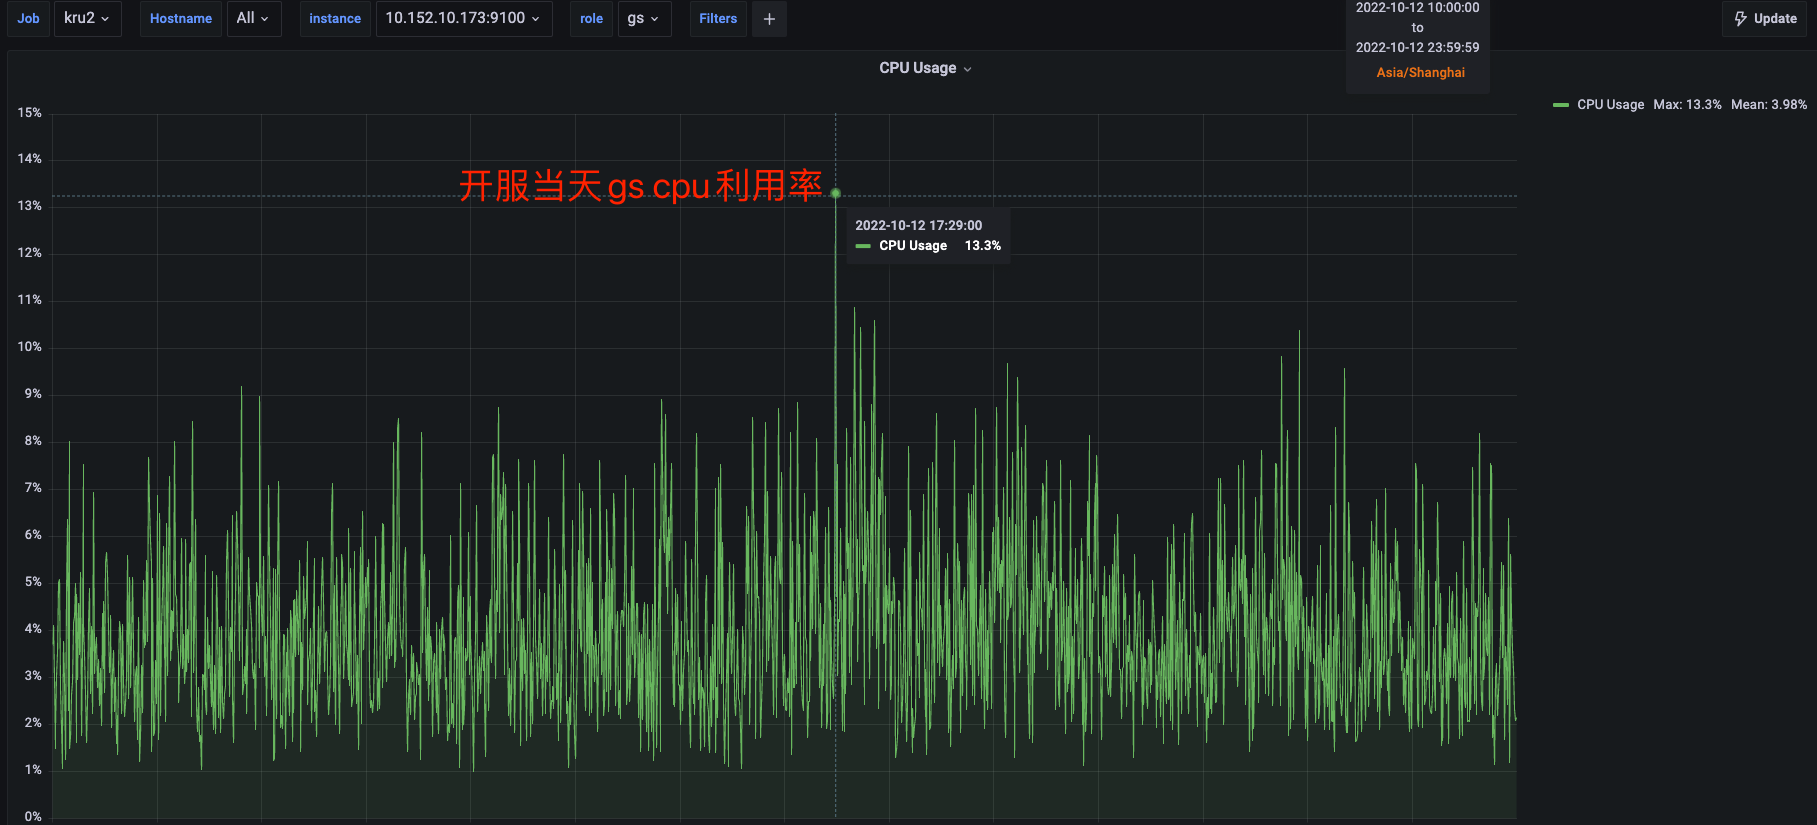 Job kru2 Hostname All instance 10.152.10.173:9100 role gs Filters + Update
2022-10-12 10:00:00
to
2022-10-12 23:59:59
Asia/Shanghai
CPU Usage
CPU Usage Max: 13.3% Mean: 3.98%
15%
14%
开服当天gs cpu利用率
13%
2022-10-12 17:29:00
CPU Usage 13.3%
12%
11%
10%
9%
8%
7%
6%
5%
4%
3%
2%
1%
0%